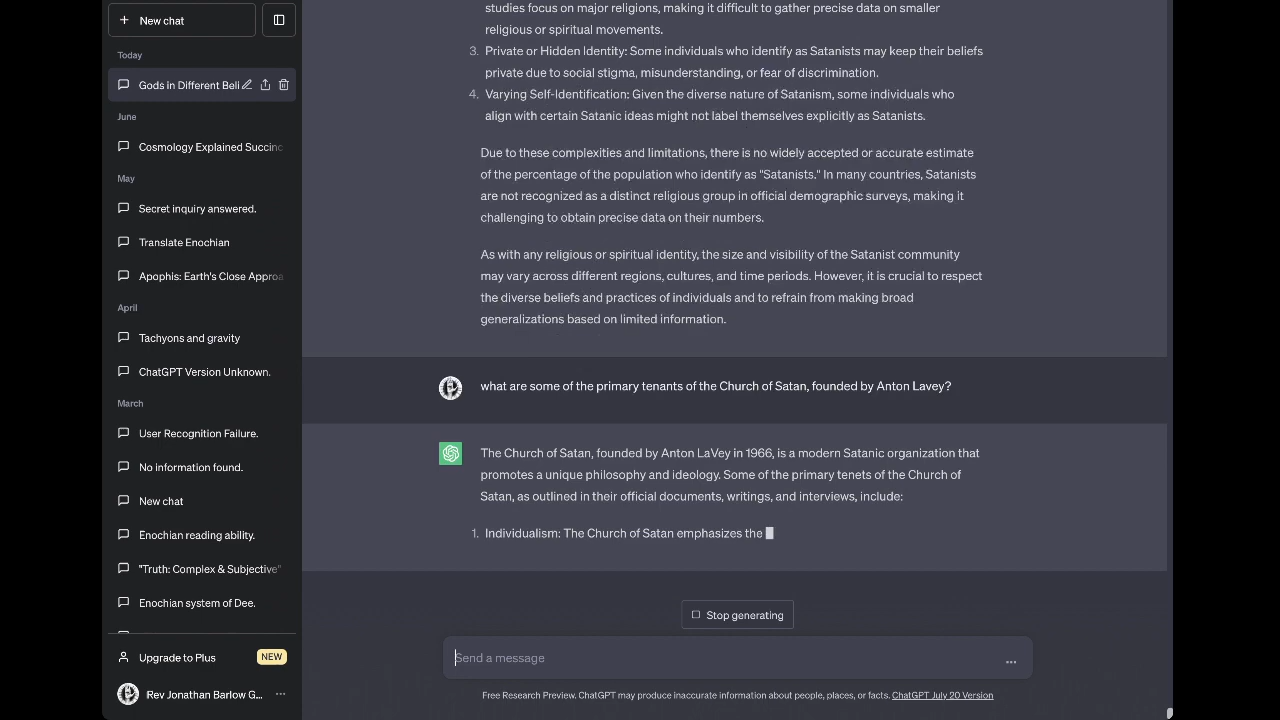 New chat
Today
Gods in Different Beli
June
Cosmology Explained Succinc
May
Secret inquiry answered.
Translate Enochian
Apophis: Earth's Close Approa
April
Tachyons and gravity
ChatGPT Version Unknown.
March
User Recognition Failure.
No information found.
New chat
Enochian reading ability.
"Truth: Complex & Subjective"
Enochian system of Dee.
Upgrade to Plus NEW
Rev Jonathan Barlow G...
studies focus on major religions, making it difficult to gather precise data on smaller
religious or spiritual movements.
3. Private or Hidden Identity: Some individuals who identify as Satanists may keep their beliefs
private due to social stigma, misunderstanding, or fear of discrimination.
4. Varying Self-Identification: Given the diverse nature of Satanism, some individuals who
align with certain Satanic ideas might not label themselves explicitly as Satanists.
Due to these complexities and limitations, there is no widely accepted or accurate estimate
of the percentage of the population who identify as "Satanists." In many countries, Satanists
are not recognized as a distinct religious group in official demographic surveys, making it
challenging to obtain precise data on their numbers.
As with any religious or spiritual identity, the size and visibility of the Satanist community
may vary across different regions, cultures, and time periods. However, it is crucial to respect
the diverse beliefs and practices of individuals and to refrain from making broad
generalizations based on limited information.
what are some of the primary tenants of the Church of Satan, founded by Anton Lavey?
The Church of Satan, founded by Anton LaVey in 1966, is a modern Satanic organization that
promotes a unique philosophy and ideology. Some of the primary tenets of the Church of
Satan, as outlined in their official documents, writings, and interviews, include:
1. Individualism: The Church of Satan emphasizes the
Stop generating
Send a message
Free Research Preview. ChatGPT may produce inaccurate information about people, places, or facts. ChatGPT July 20 Version